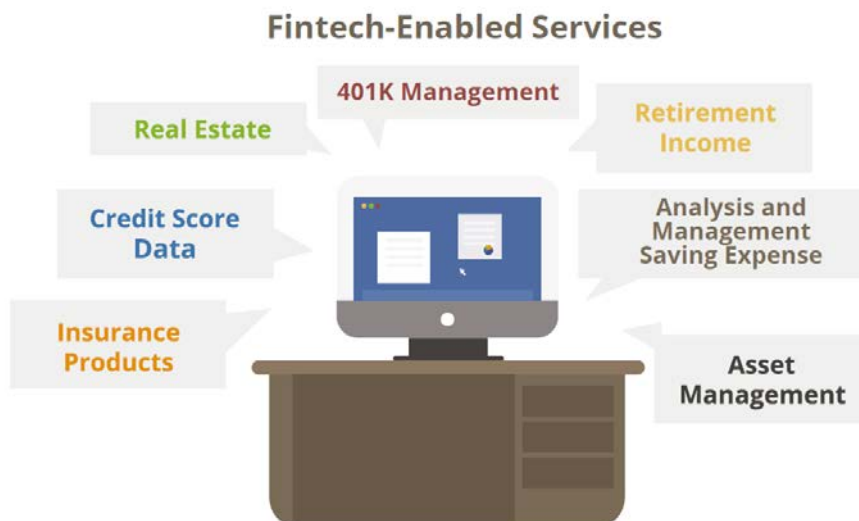 Fintech-Enabled Services
401K Management
Real Estate
Retirement
Income
Credit Score
Data
Analysis and
Management
Saving Expense
Insurance
Products
Asset
Management